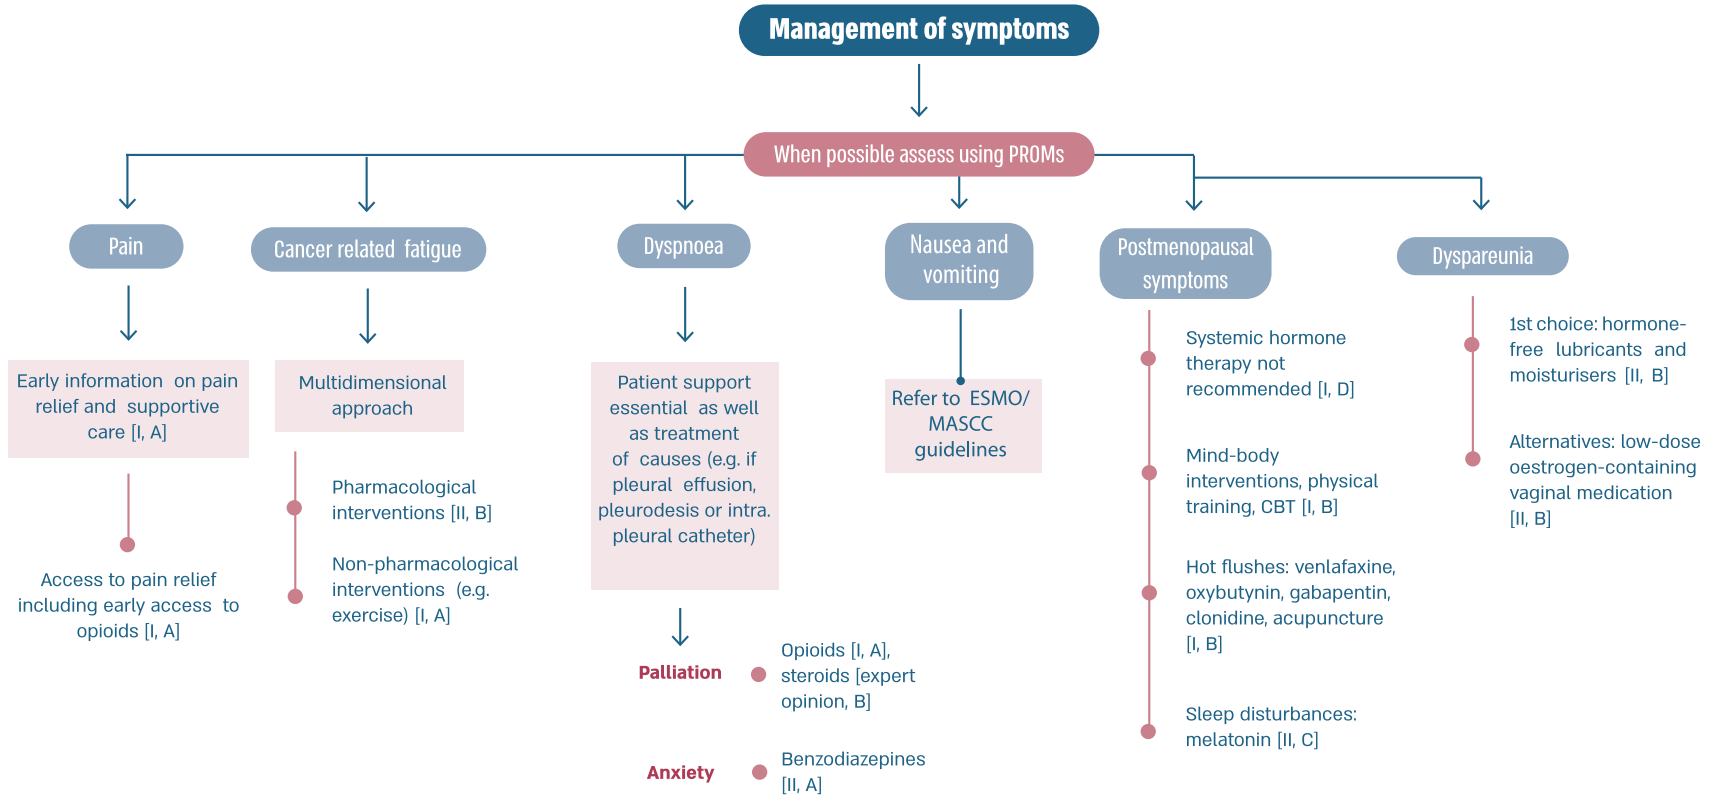 Management of symptoms
When possible assess using PROMs
Pain
Early information on pain
relief and supportive
care [I, A]
Access to pain relief
including early access to
opioids [I, A]
Cancer related fatigue
Multidimensional
approach
Pharmacological
interventions [II, B]
Non-pharmacological
interventions (e.g.
exercise) [I, A]
Dyspnoea
Patient support
essential as well
as treatment
of causes (e.g. if
pleural effusion,
pleurodesis or intra.
pleural catheter)
Palliation
Opioids [I, A],
steroids [expert
opinion, B]
Anxiety
Benzodiazepines
[II, A]
Nausea and
vomiting
Refer to ESMO/
MASCC
guidelines
Postmenopausal
symptoms
Systemic hormone
therapy not
recommended [I, D]
Mind-body
interventions, physical
training, CBT [I, B]
Hot flushes: venlafaxine,
oxybutynin, gabapentin,
clonidine, acupuncture
[I, B]
Sleep disturbances:
melatonin [II, C]
Dyspareunia
1st choice: hormone-
free lubricants and
moisturisers [II, B]
Alternatives: low-dose
oestrogen-containing
vaginal medication
[II, B]